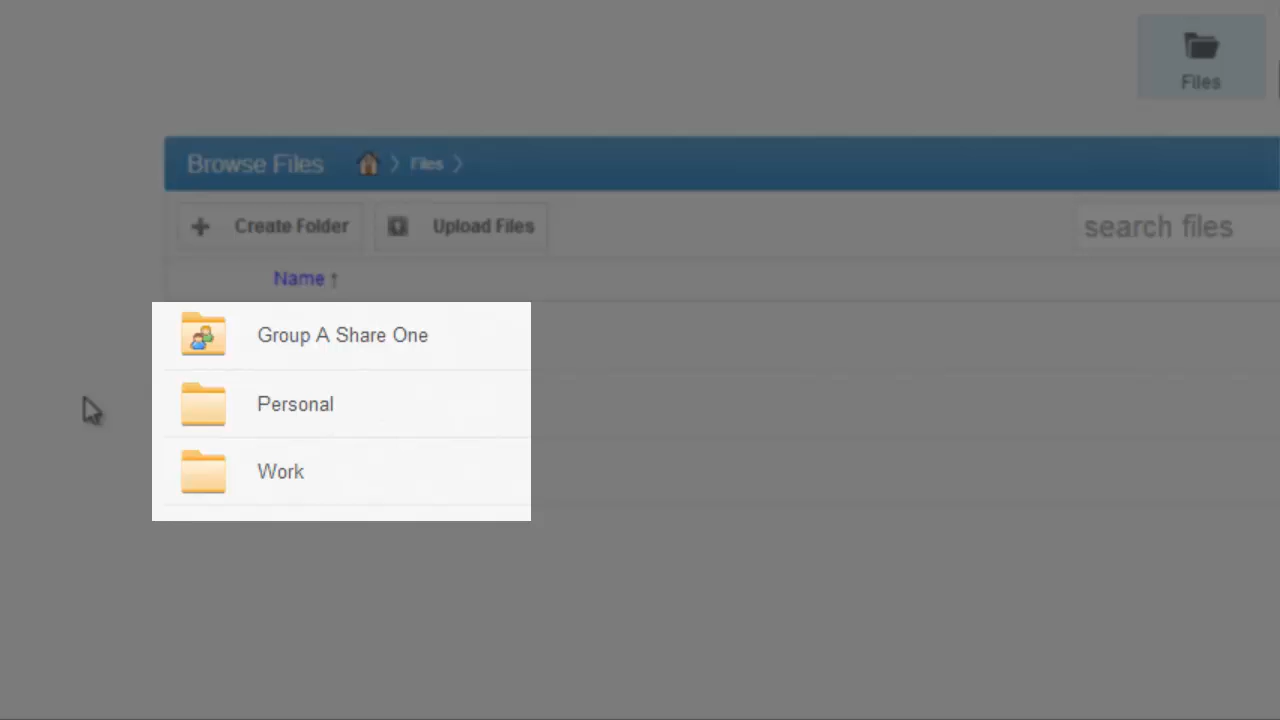 Files
Browse Files Files
Create Folder Upload Files search files
Name ↑
Group A Share One
Personal
Work